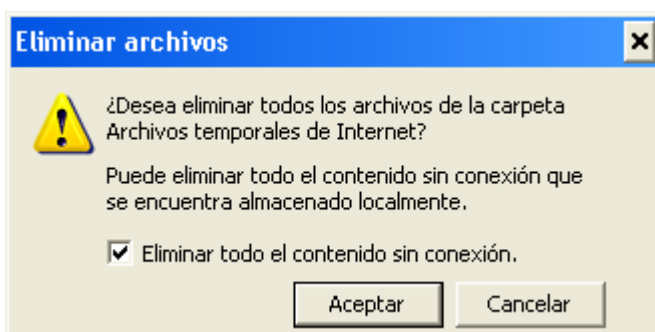 Eliminar archivos
¿Desea eliminar todos los archivos de la carpeta
Archivos temporales de Internet?
Puede eliminar todo el contenido sin conexión que
se encuentra almacenado localmente.
Eliminar todo el contenido sin conexión.
Aceptar
Cancelar